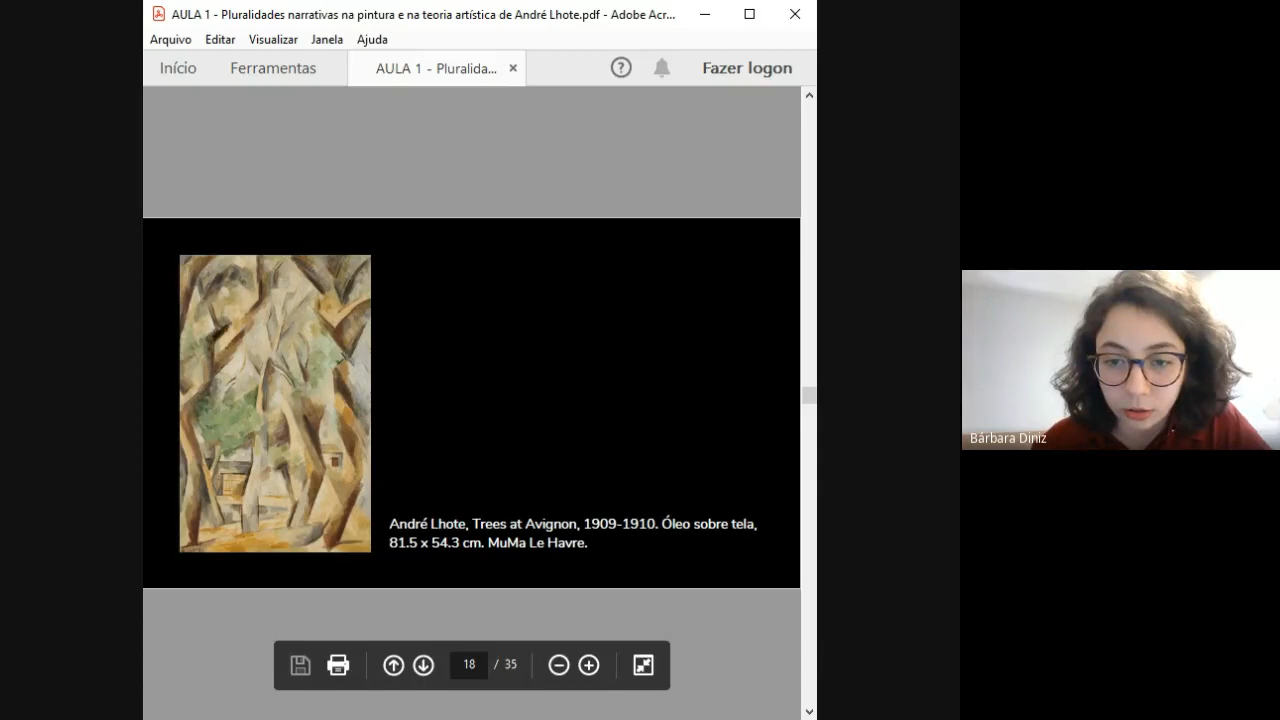 AULA 1 - Pluralidades narrativas na pintura e na teoria artística de André Lhote.pdf - Adobe Acr...
Arquivo Editar Visualizar Janela Ajuda
Início Ferramentas AULA 1 - Pluralida... × ? Fazer logon
André Lhote, Trees at Avignon, 1909-1910. Óleo sobre tela,
81.5 x 54.3 cm. MuMa Le Havre.
Bárbara Diniz
18 / 35